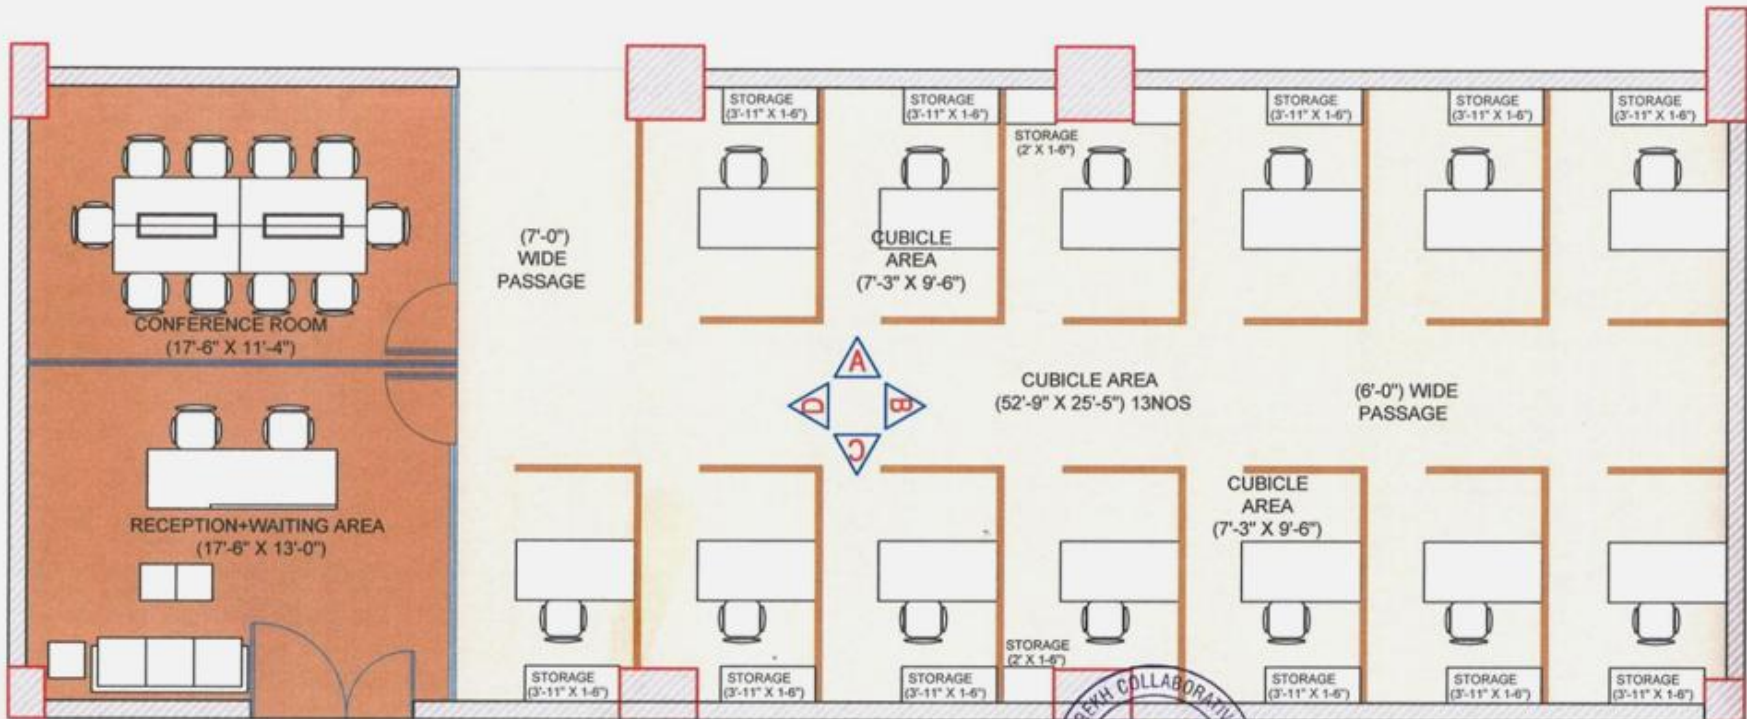 STORAGE
(3'-11" X 1-6")
STORAGE
(3'-11" X 1-6")
STORAGE
(2' X 1-6")
STORAGE
(3'-11" X 1-6")
STORAGE
(3'-11" X 1-6")
STORAGE
(3'-11" X 1-6")
(7'-0")
WIDE
PASSAGE
CUBICLE
AREA
(7'-3" X 9'-6")
CONFERENCE ROOM
(17'-6" X 11'-4")
A
D
B
C
CUBICLE AREA
(52'-9" X 25'-5") 13NOS
(6'-0") WIDE
PASSAGE
CUBICLE
AREA
(7'-3" X 9'-6")
RECEPTION+WAITING AREA
(17'-6" X 13'-0")
STORAGE
(3'-11" X 1-6")
STORAGE
(3'-11" X 1-6")
STORAGE
(3'-11" X 1-6")
STORAGE
(2' X 1-6")
STORAGE
(3'-11" X 1-6")
STORAGE
(3'-11" X 1-6")
STORAGE
(3'-11" X 1-6")